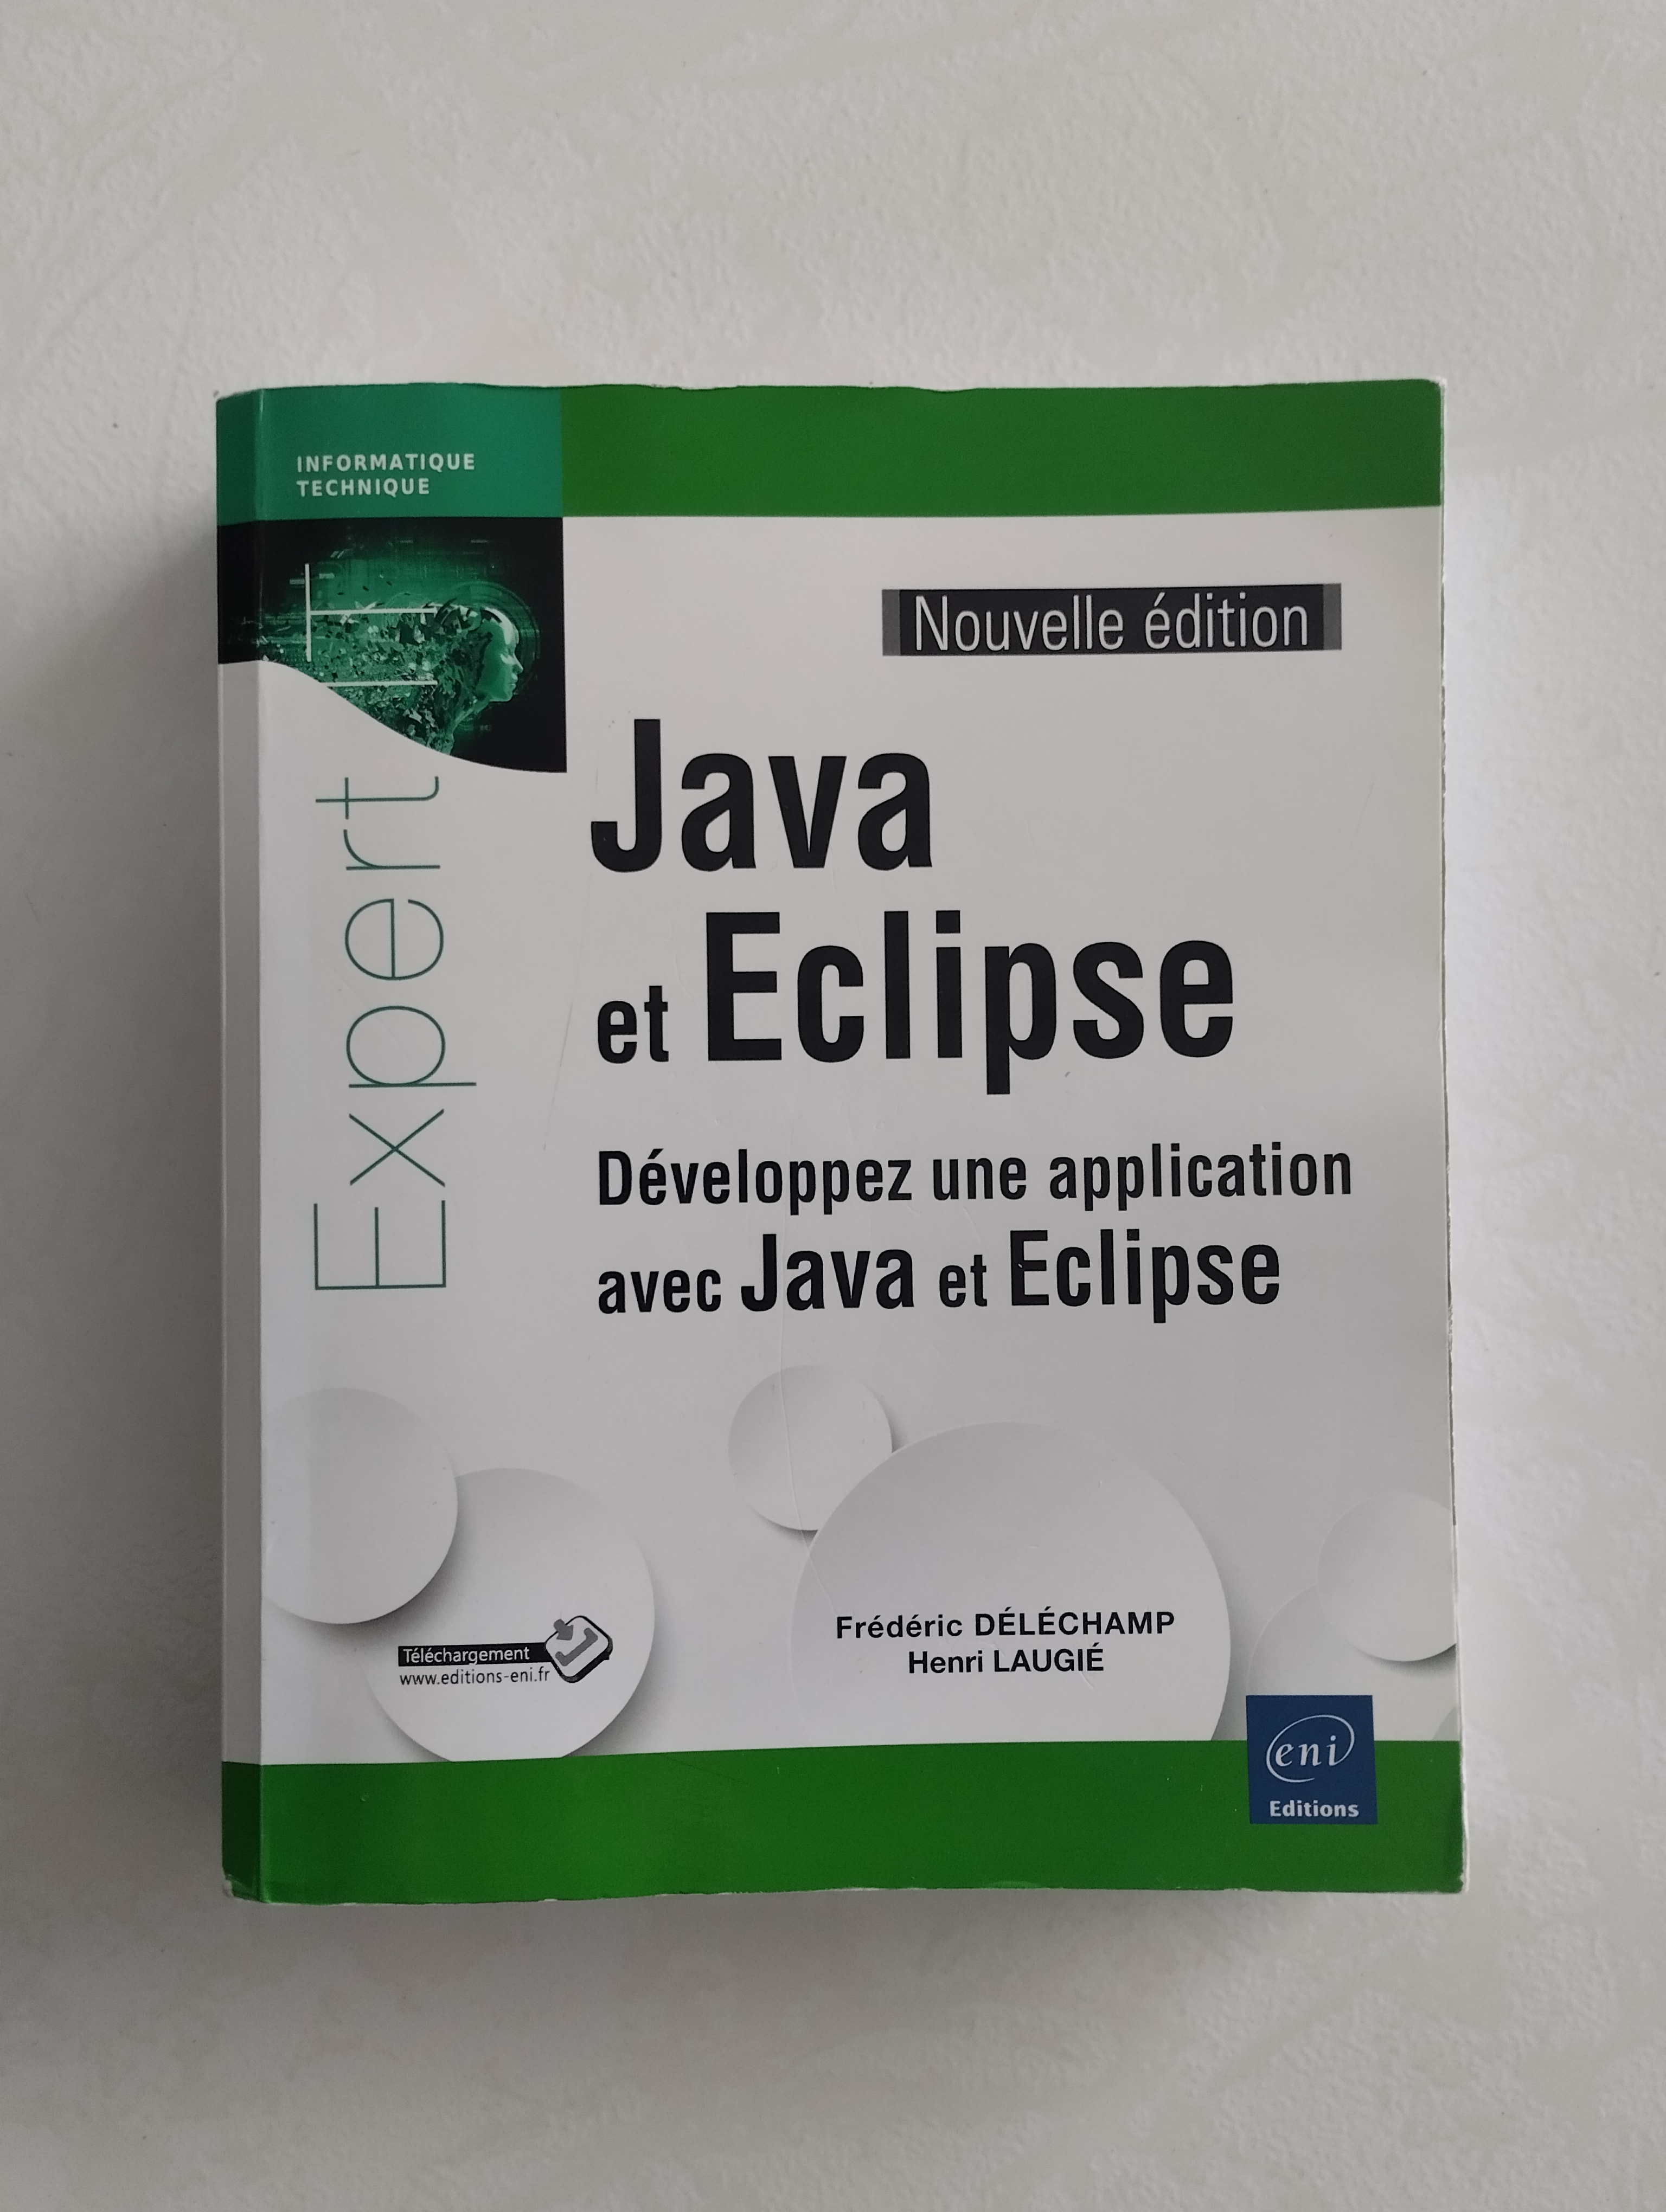 INFORMATIQUE
TECHNIQUE
Nouvelle édition
Java
et Eclipse
Développez une application
avec Java et Eclipse
Expert
Téléchargement
www.editions-eni.fr
Frédéric DÉLÉCHAMP
Henri LAUGIÉ
eni
Editions